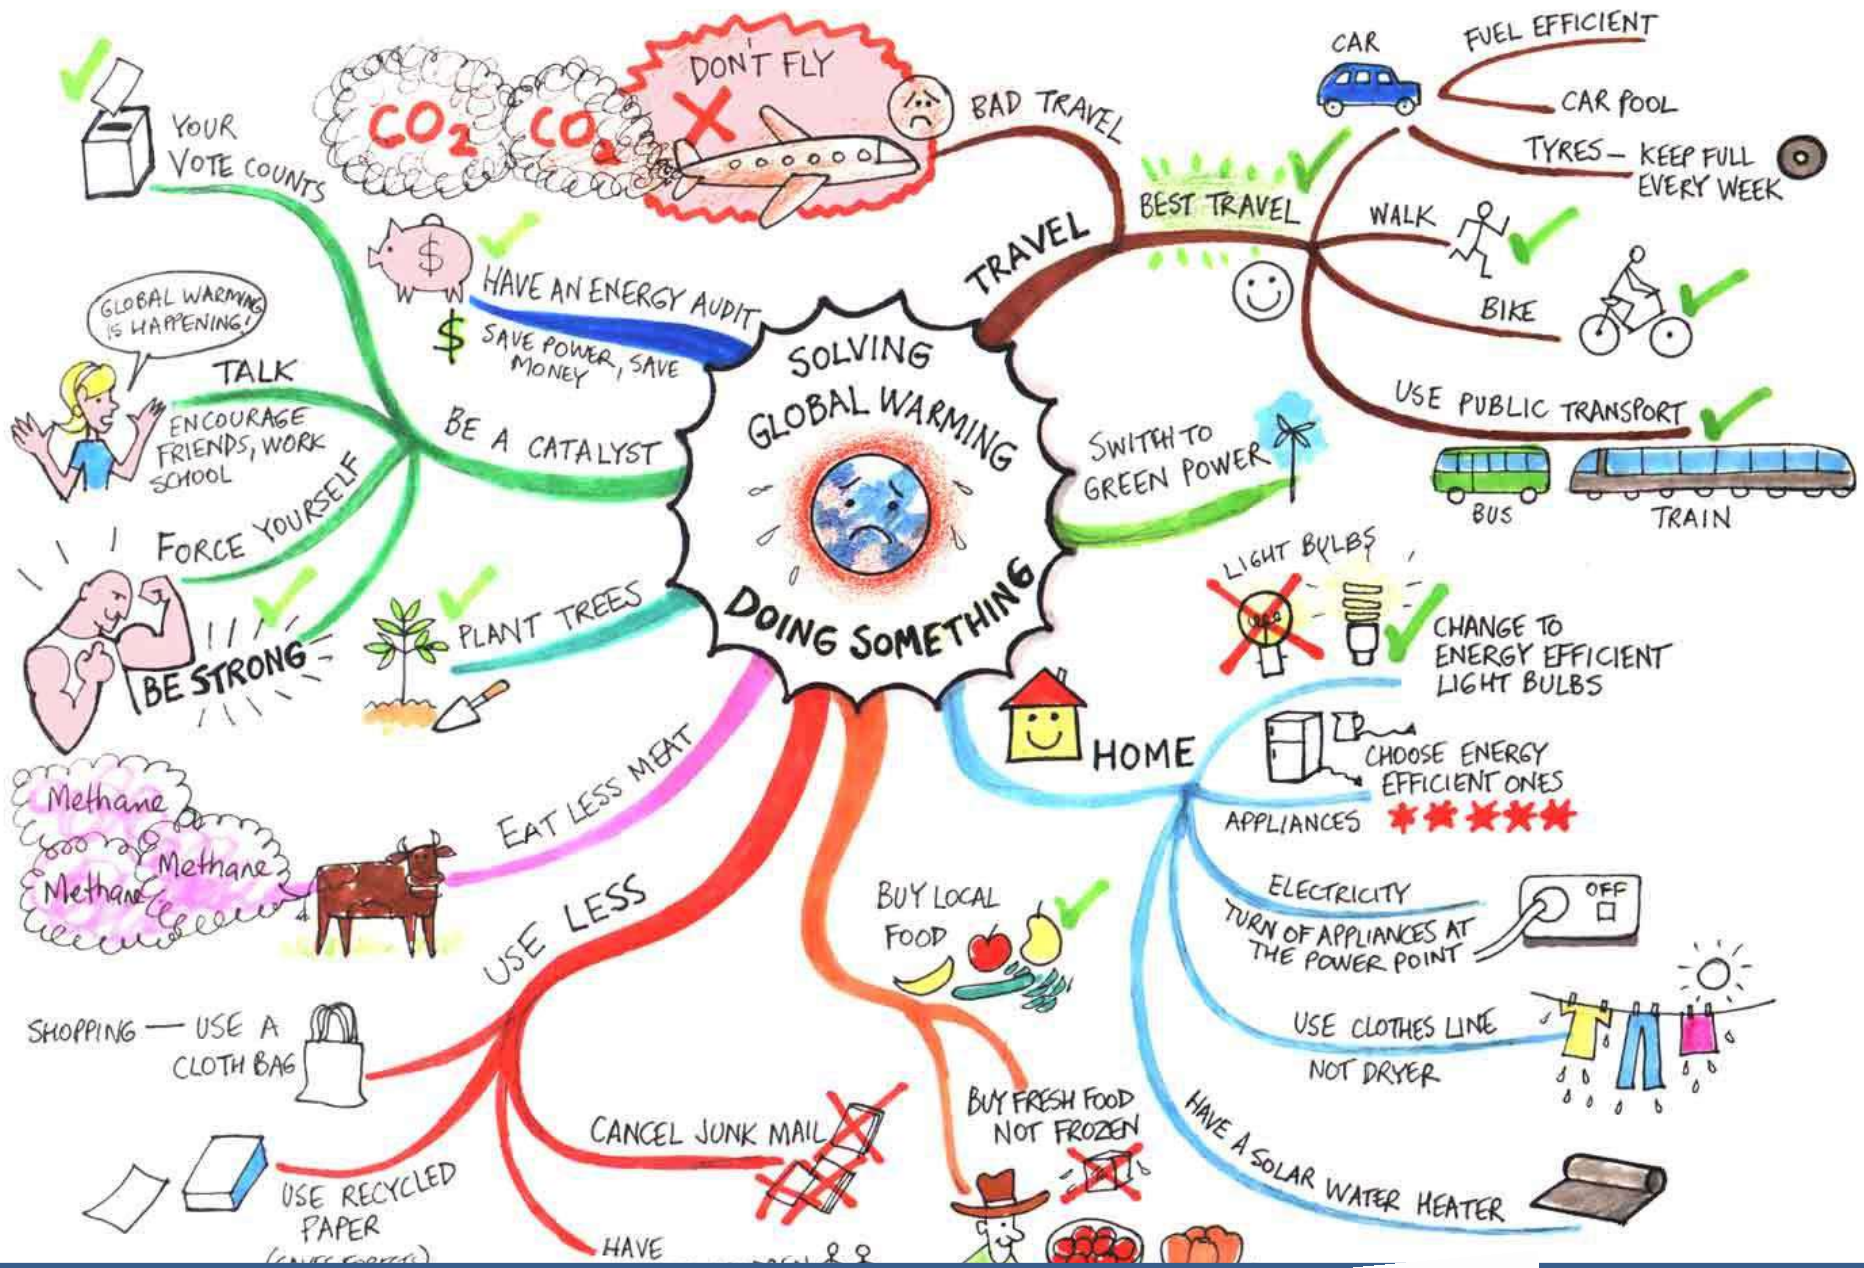 SOLVING
GLOBAL WARMING
DOING SOMETHING
TRAVEL
BAD TRAVEL
DON'T FLY
CO2
CO2
BEST TRAVEL
CAR
FUEL EFFICIENT
CAR POOL
TYRES — KEEP FULL
EVERY WEEK
WALK
BIKE
USE PUBLIC TRANSPORT
BUS
TRAIN
SWITCH TO
GREEN POWER
HOME
LIGHT BULBS
CHANGE TO
ENERGY EFFICIENT
LIGHT BULBS
CHOOSE ENERGY
EFFICIENT ONES
APPLIANCES
ELECTRICITY
TURN OF APPLIANCES AT
THE POWER POINT
OFF
USE CLOTHES LINE
NOT DRYER
HAVE A SOLAR WATER HEATER
BUY LOCAL
FOOD
BUY FRESH FOOD
NOT FROZEN
USE LESS
SHOPPING — USE A
CLOTH BAG
USE RECYCLED
PAPER
CANCEL JUNK MAIL
HAVE
EAT LESS MEAT
Methane
Methane
Methane
PLANT TREES
BE A CATALYST
YOUR
VOTE COUNTS
GLOBAL WARMING
IS HAPPENING!
TALK
ENCOURAGE
FRIENDS, WORK
SCHOOL
FORCE YOURSELF
BE STRONG
$
HAVE AN ENERGY AUDIT
$
SAVE POWER, SAVE
MONEY